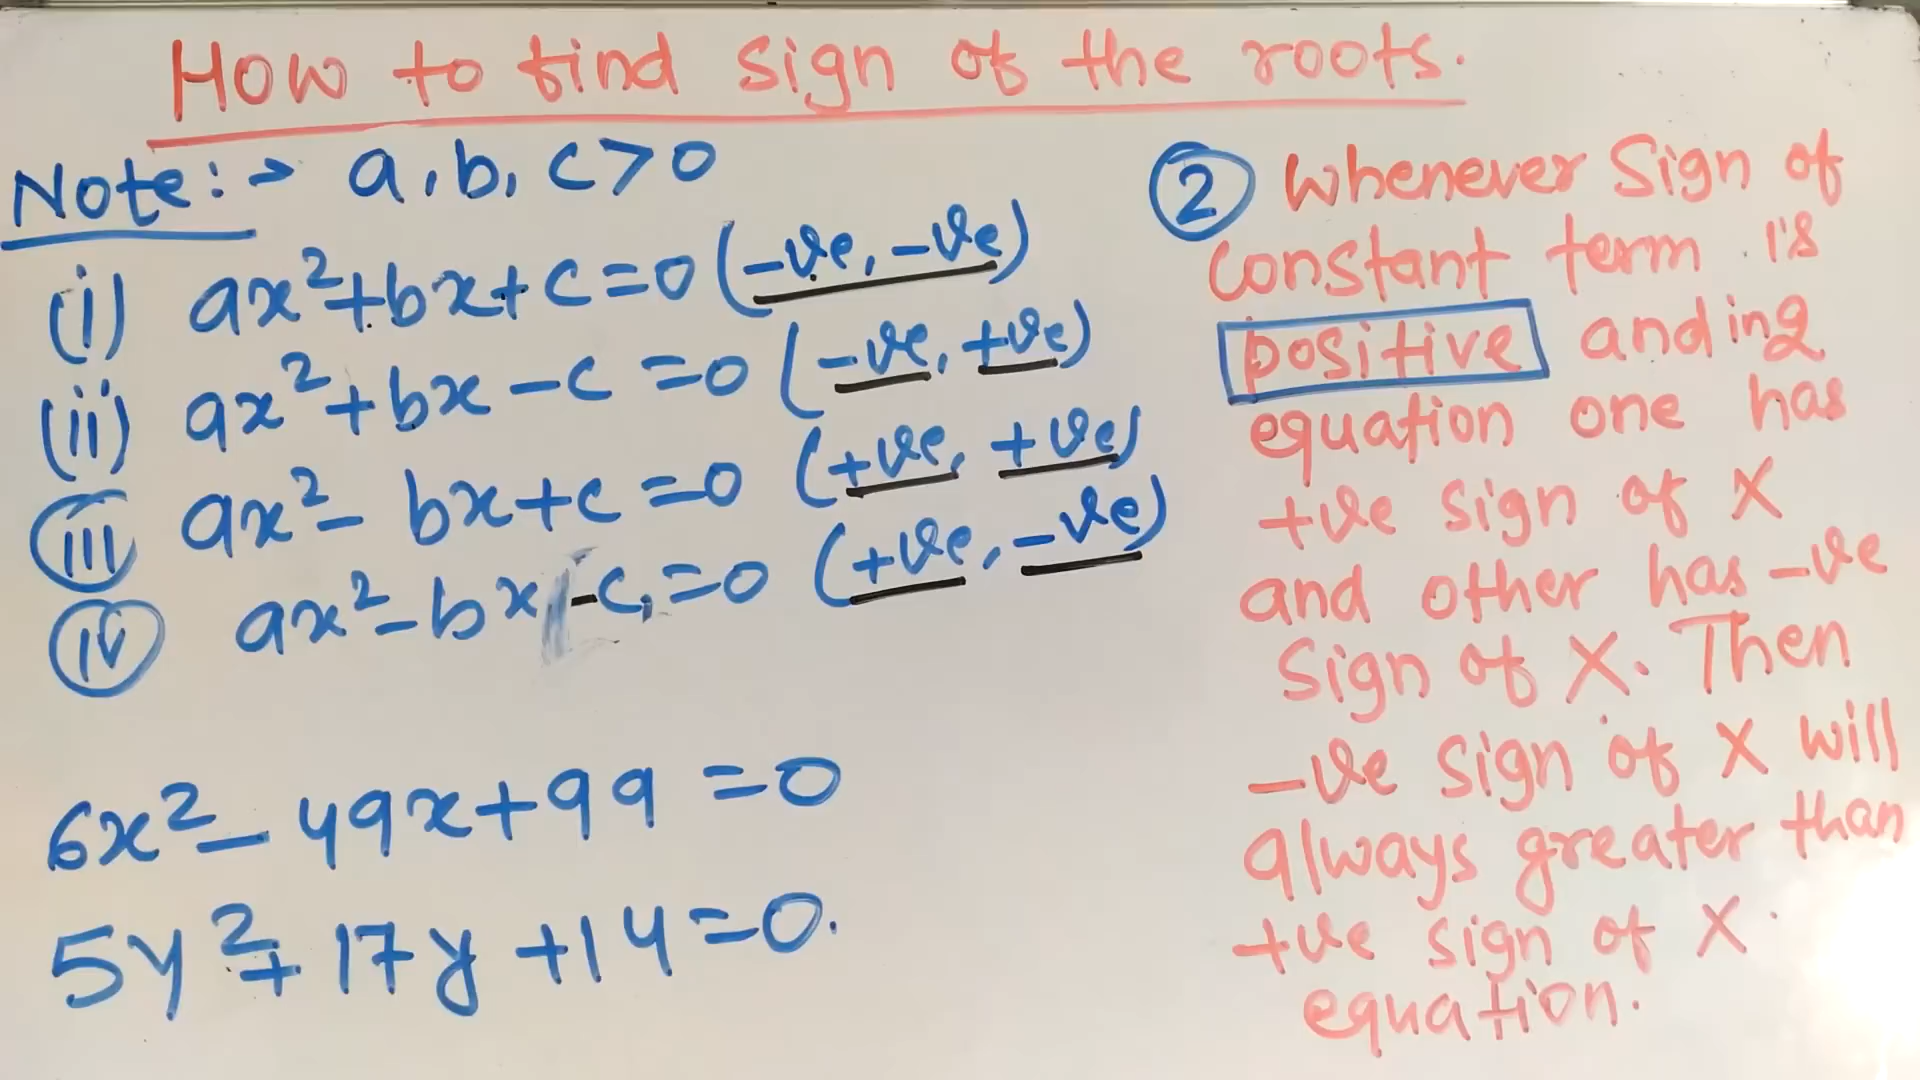 How to find sign of the roots.
Note:→ a, b, c>0
(i) ax²+bx+c=0 (-ve, -ve)
(ii) ax²+bx-c=0 (-ve, +ve)
(iii) ax²-bx+c=0 (+ve, +ve)
(iv) ax²-bx-c=0 (+ve, -ve)
6x²-49x+99=0
5y²+17y+14=0.
② Whenever Sign of
constant term is
positive and in 2
equation one has
+ve sign of X
and other has -ve
Sign of X. Then
-ve sign of X will
always greater than
+ve sign of X
equation.